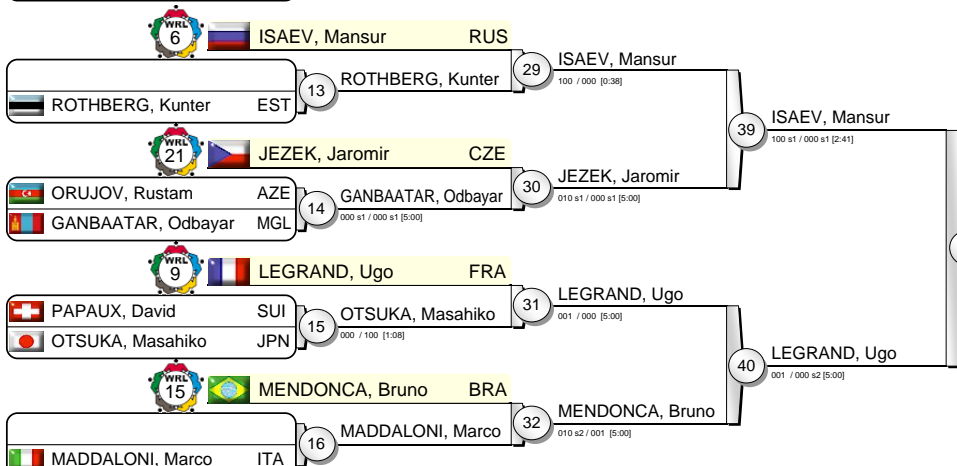 WRL
6
ISAEV, Mansur RUS
29
ISAEV, Mansur
100 / 000 [0:38]
13
ROTHBERG, Kunter
ROTHBERG, Kunter EST
39
ISAEV, Mansur
100 s1 / 000 s1 [2:41]
WRL
21
JEZEK, Jaromir CZE
30
JEZEK, Jaromir
010 s1 / 000 s1 [5:00]
ORUJOV, Rustam AZE
14
GANBAATAR, Odbayar
000 s1 / 000 s1 [5:00]
GANBAATAR, Odbayar MGL
WRL
9
LEGRAND, Ugo FRA
31
LEGRAND, Ugo
001 / 000 [5:00]
PAPAUX, David SUI
15
OTSUKA, Masahiko
000 / 100 [1:08]
OTSUKA, Masahiko JPN
40
LEGRAND, Ugo
001 / 000 s2 [5:00]
WRL
15
MENDONCA, Bruno BRA
32
MENDONCA, Bruno
010 s2 / 001 [5:00]
16
MADDALONI, Marco
MADDALONI, Marco ITA